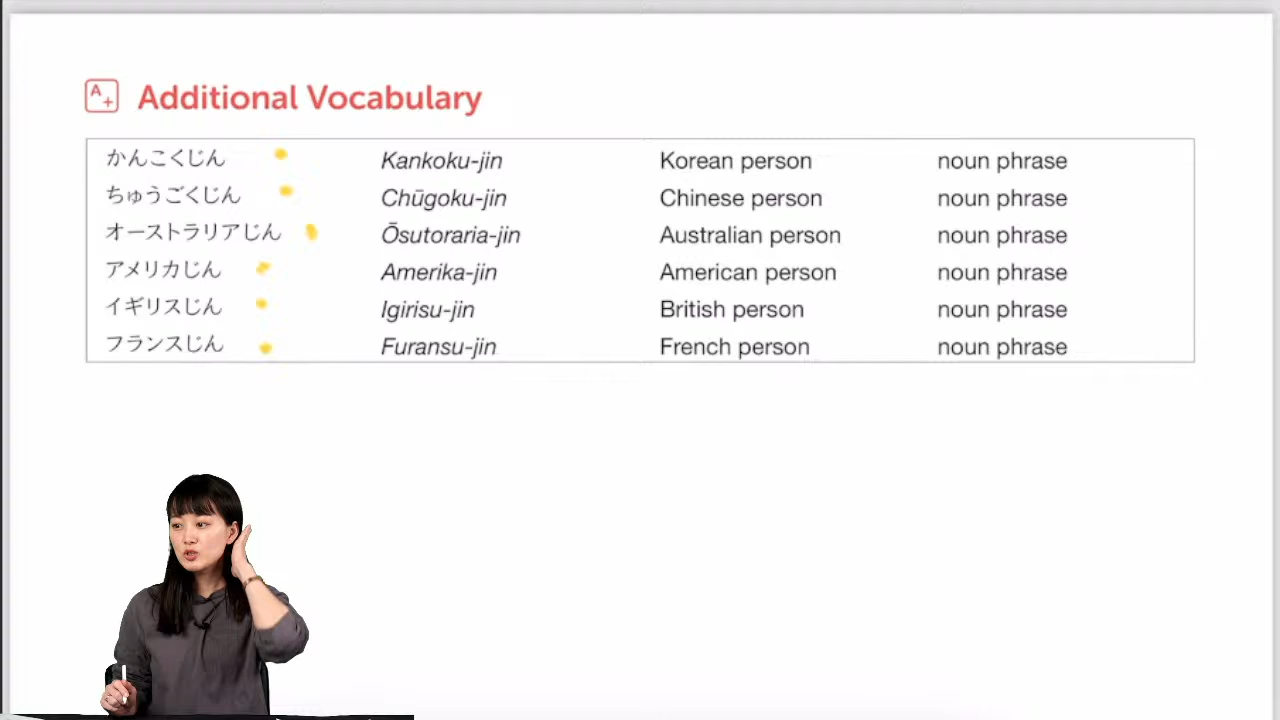 A+ Additional Vocabulary
かんこくじん Kankoku-jin Korean person noun phrase
ちゅうごくじん Chūgoku-jin Chinese person noun phrase
オーストラリアじん Ōsutoraria-jin Australian person noun phrase
アメリカじん Amerika-jin American person noun phrase
イギリスじん Igirisu-jin British person noun phrase
フランスじん Furansu-jin French person noun phrase